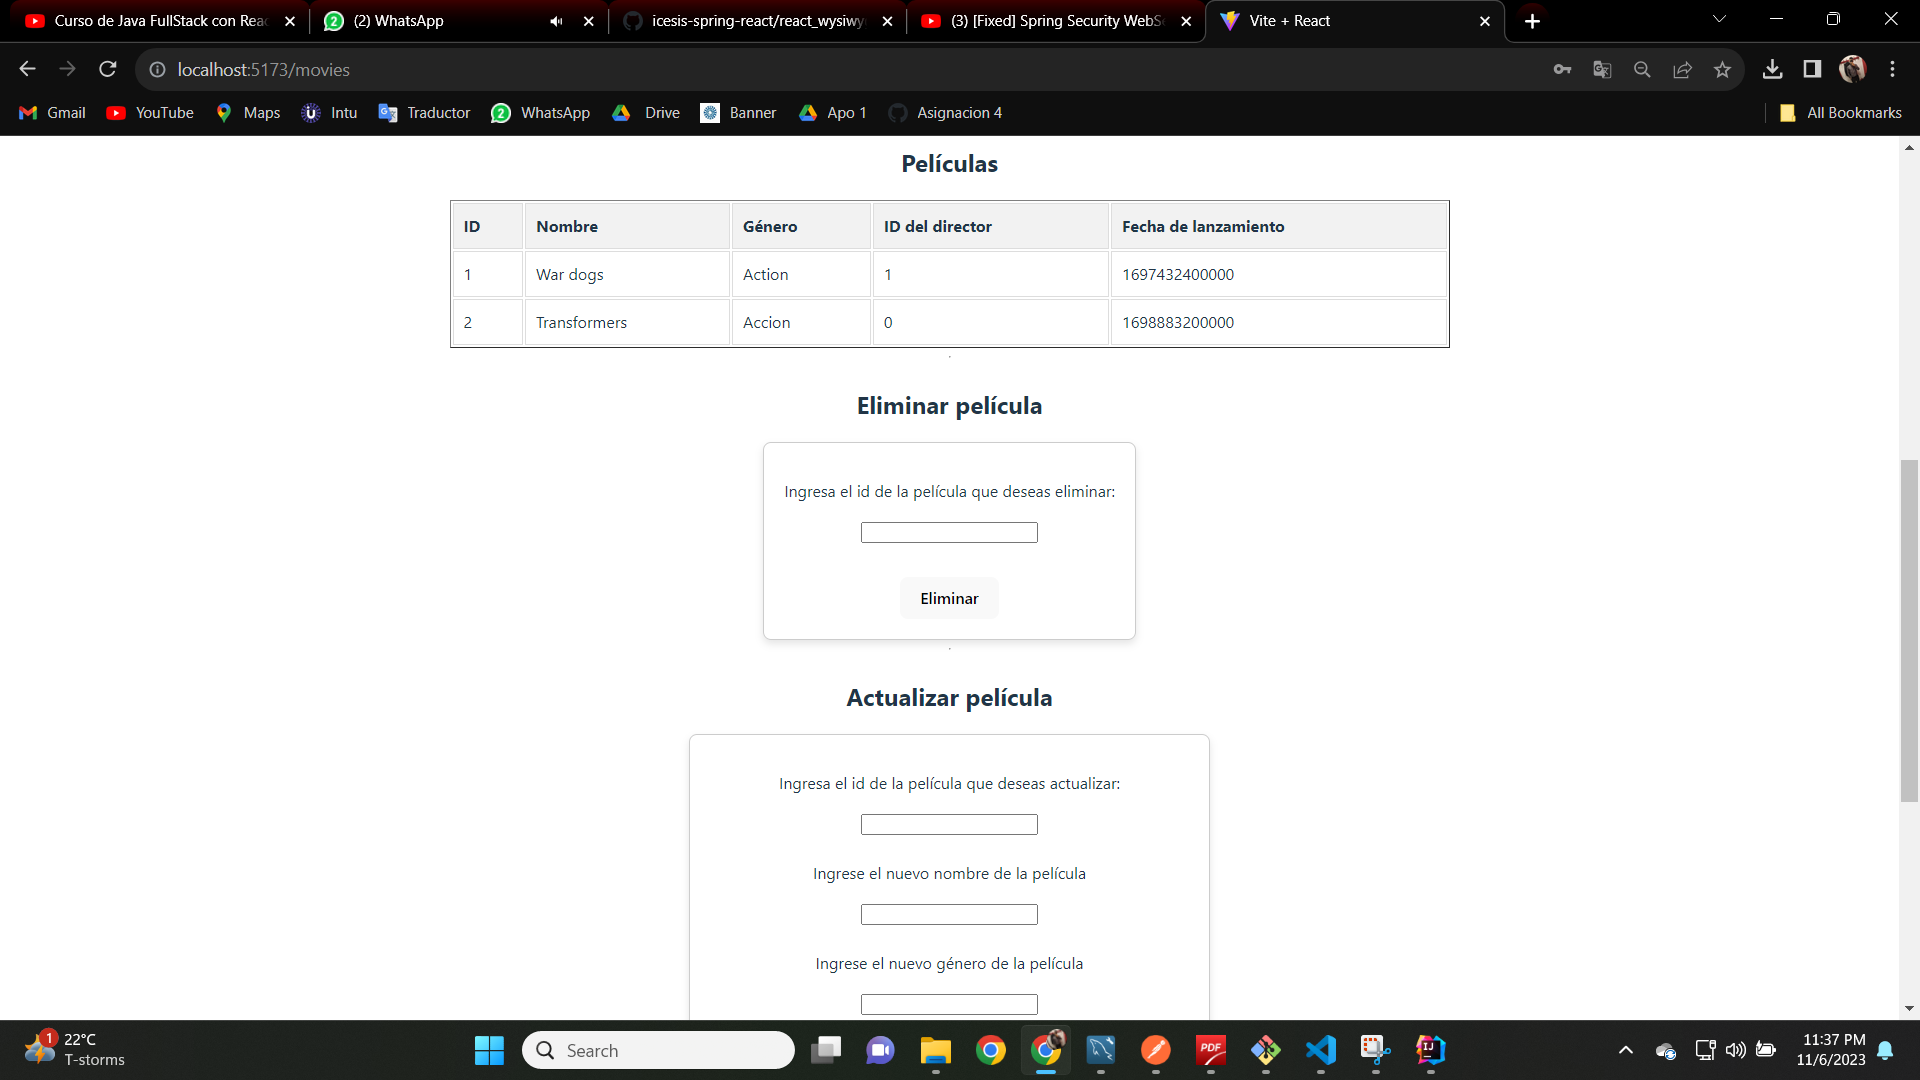 Curso de Java FullStack con Reac
(2) WhatsApp
icesis-spring-react/react_wysiwy
(3) [Fixed] Spring Security WebSe
Vite + React
localhost:5173/movies
Gmail YouTube Maps Intu Traductor WhatsApp Drive Banner Apo 1 Asignacion 4 All Bookmarks
Películas
ID Nombre Género ID del director Fecha de lanzamiento
1 War dogs Action 1 1697432400000
2 Transformers Accion 0 1698883200000
Eliminar película
Ingresa el id de la película que deseas eliminar:
Eliminar
Actualizar película
Ingresa el id de la película que deseas actualizar:
Ingrese el nuevo nombre de la película
Ingrese el nuevo género de la película
1
22°C
T-storms
Search
PDF
IJ
11:37 PM
11/6/2023